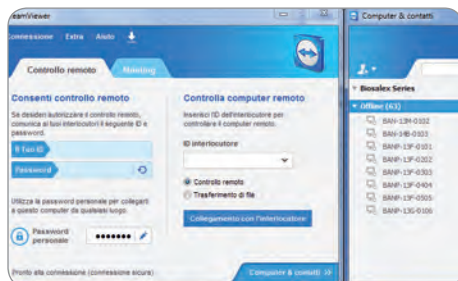 TeamViewer
Connessione Extra Aiuto
Controllo remoto Meeting
Consenti controllo remoto
Se desideri autorizzare il controllo remoto,
comunica ai tuoi interlocutori il seguente ID e
password.
Il Tuo ID
Password
Utilizza la password personale per collegarti
a questo computer da qualsiasi luogo.
Password
personale
Pronto alla connessione (connessione sicura)
Controlla computer remoto
Inserisci l'ID dell'interlocutore per
controllare il computer remoto.
ID interlocutore
Controllo remoto
Trasferimento di file
Collegamento con l'interlocutore
Computer & contatti >>
Computer & contatti
Biosalex Series
Offline (63)
BAN-13M-0102
BAN-14B-0103
BANP-13F-0101
BANP-13F-0202
BANP-13F-0303
BANP-13F-0404
BANP-13F-0505
BANP-13G-0106